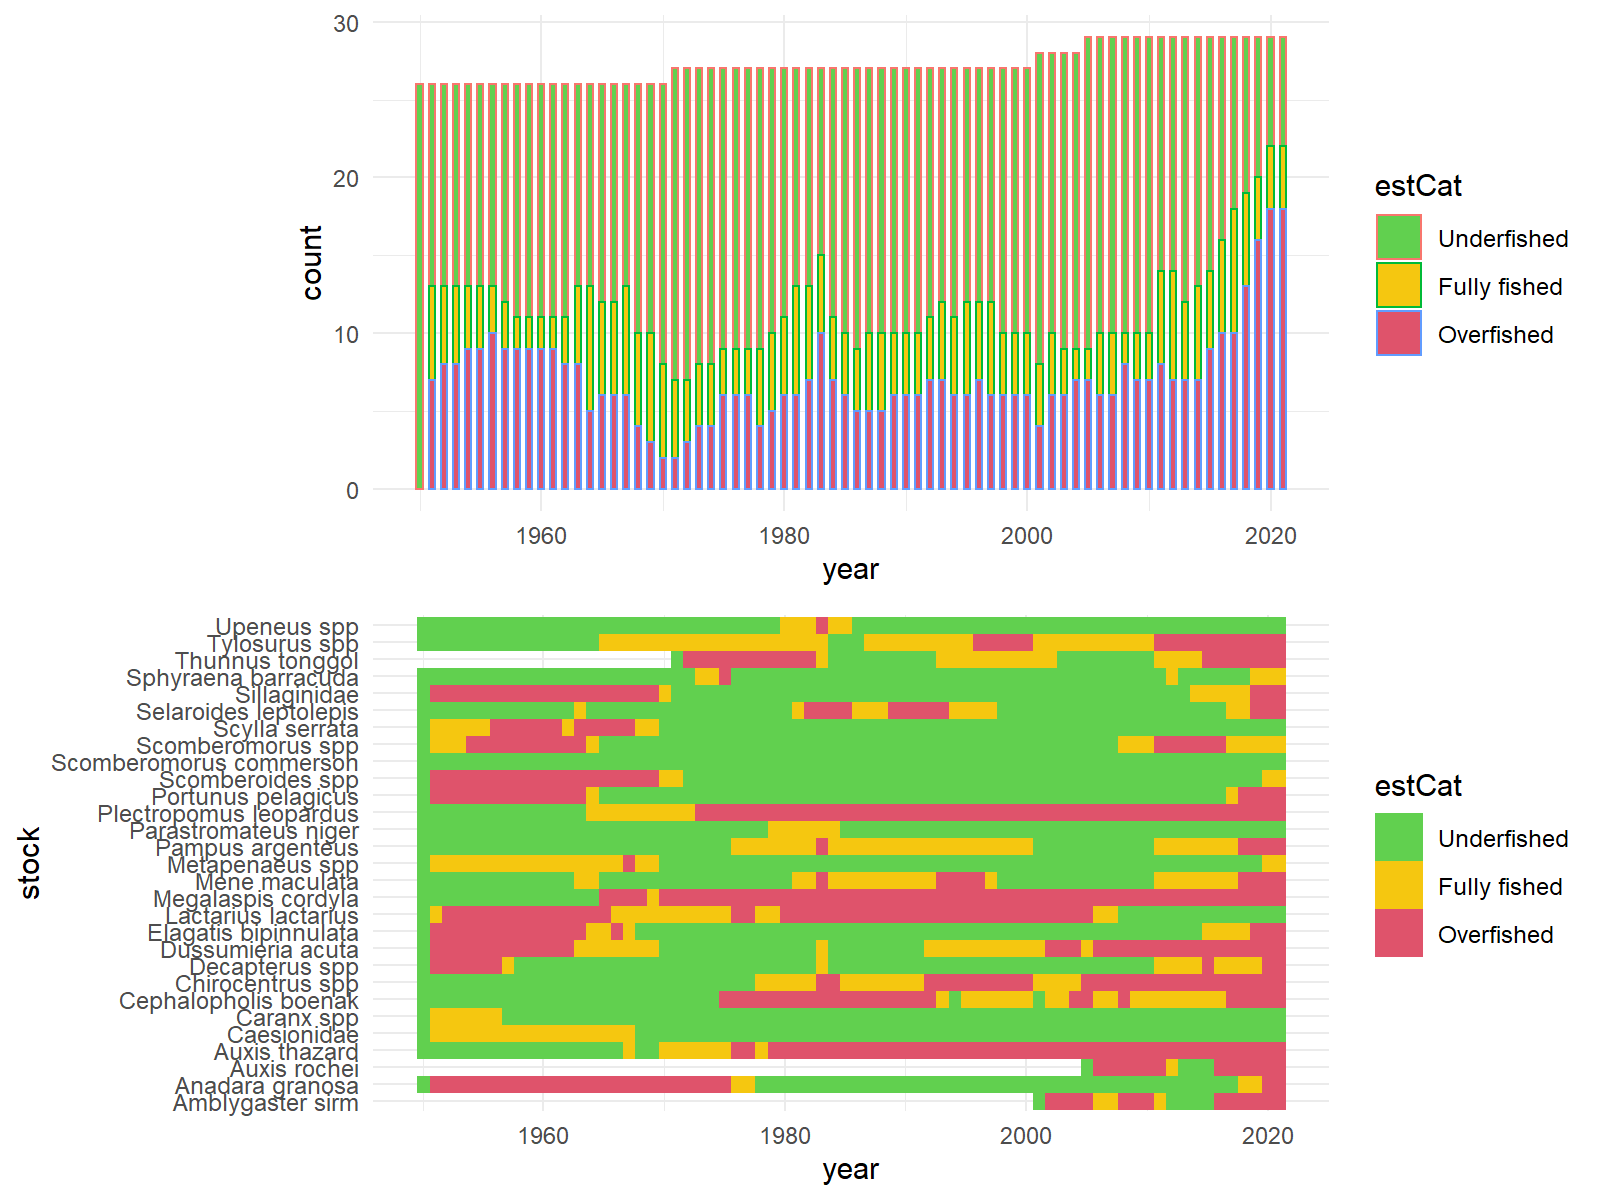 30
20
10
0
count
1960
1980
2000
2020
year
estCat
Underfished
Fully fished
Overfished
Upeneus spp
Tylosurus spp
Thunnus tonggol
Sphyraena barracuda
Sillaginidae
Selaroides leptolepis
Scylla serrata
Scomberomorus spp
Scomberomorus commerson
Scomberoides spp
Portunus pelagicus
Plectropomus leopardus
Parastromateus niger
Pampus argenteus
Metapenaeus spp
Mene maculata
Megalaspis cordyla
Lactarius lactarius
Elagatis bipinnulata
Dussumieria acuta
Decapterus spp
Chirocentrus spp
Cephalopholis boenak
Caranx spp
Caesionidae
Auxis thazard
Auxis rochei
Anadara granosa
Amblygaster sirm
stock
1960
1980
2000
2020
year
estCat
Underfished
Fully fished
Overfished